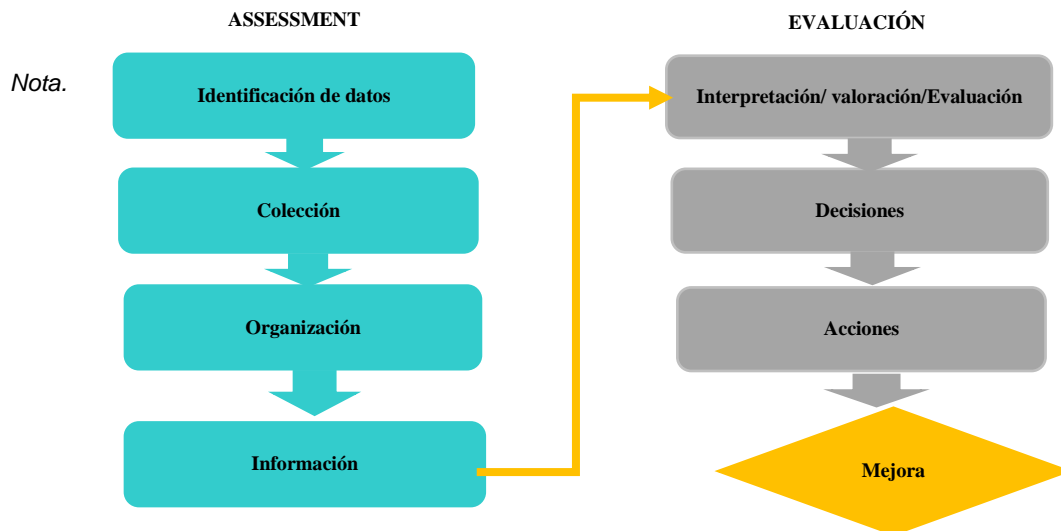 ASSESSMENT
Nota.
Identificación de datos
Colección
Organización
Información
EVALUACIÓN
Interpretación/ valoración/Evaluación
Decisiones
Acciones
Mejora